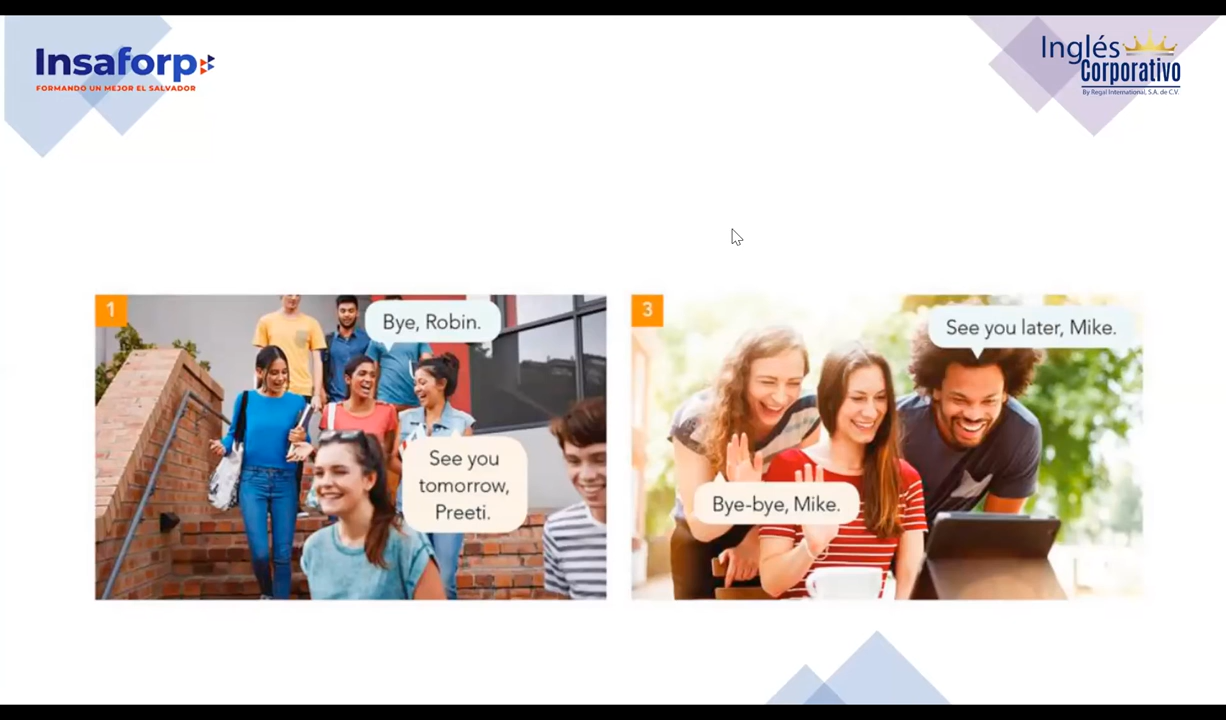 Insaforp
FORMANDO UN MEJOR EL SALVADOR
Inglés
Corporativo
By Regal International, S.A. de C.V.
1
Bye, Robin.
See you
tomorrow,
Preeti.
3
See you later, Mike.
Bye-bye, Mike.